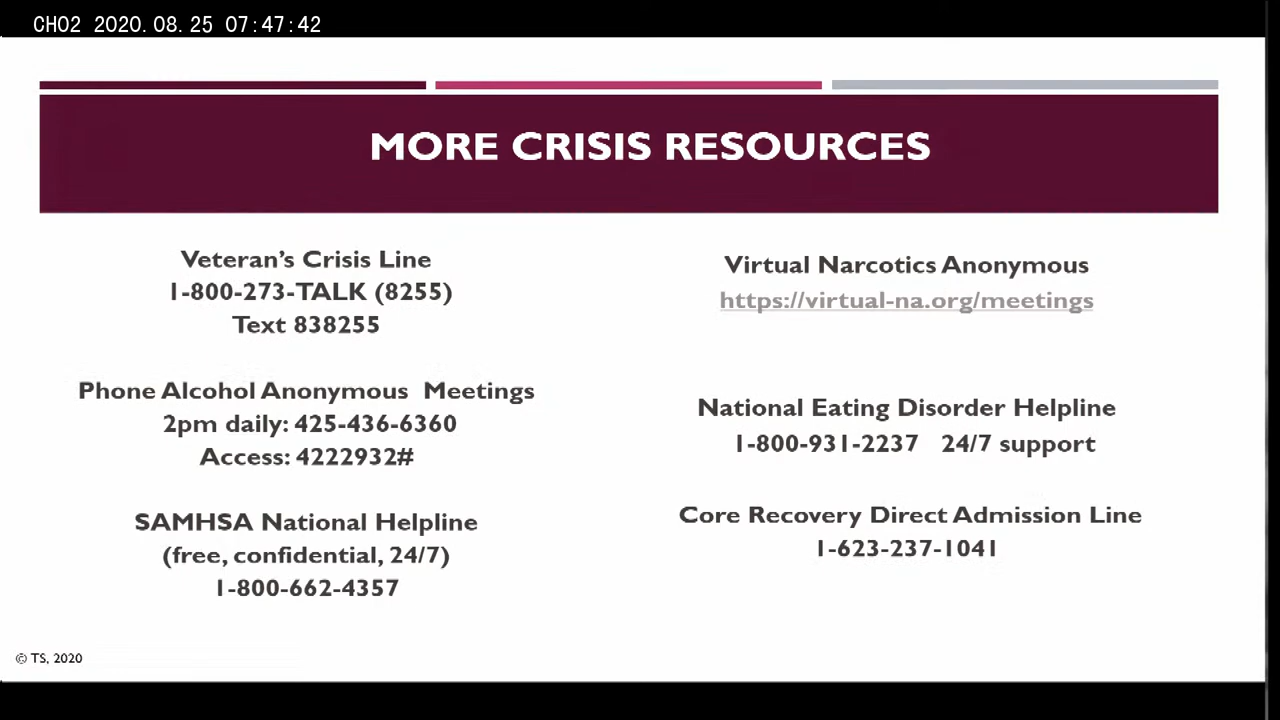 CH02 2020.08.25 07:47:42
MORE CRISIS RESOURCES
Veteran’s Crisis Line
1-800-273-TALK (8255)
Text 838255
Phone Alcohol Anonymous Meetings
2pm daily: 425-436-6360
Access: 4222932#
SAMHSA National Helpline
(free, confidential, 24/7)
1-800-662-4357
Virtual Narcotics Anonymous
https://virtual-na.org/meetings
National Eating Disorder Helpline
1-800-931-2237 24/7 support
Core Recovery Direct Admission Line
1-623-237-1041
© TS, 2020